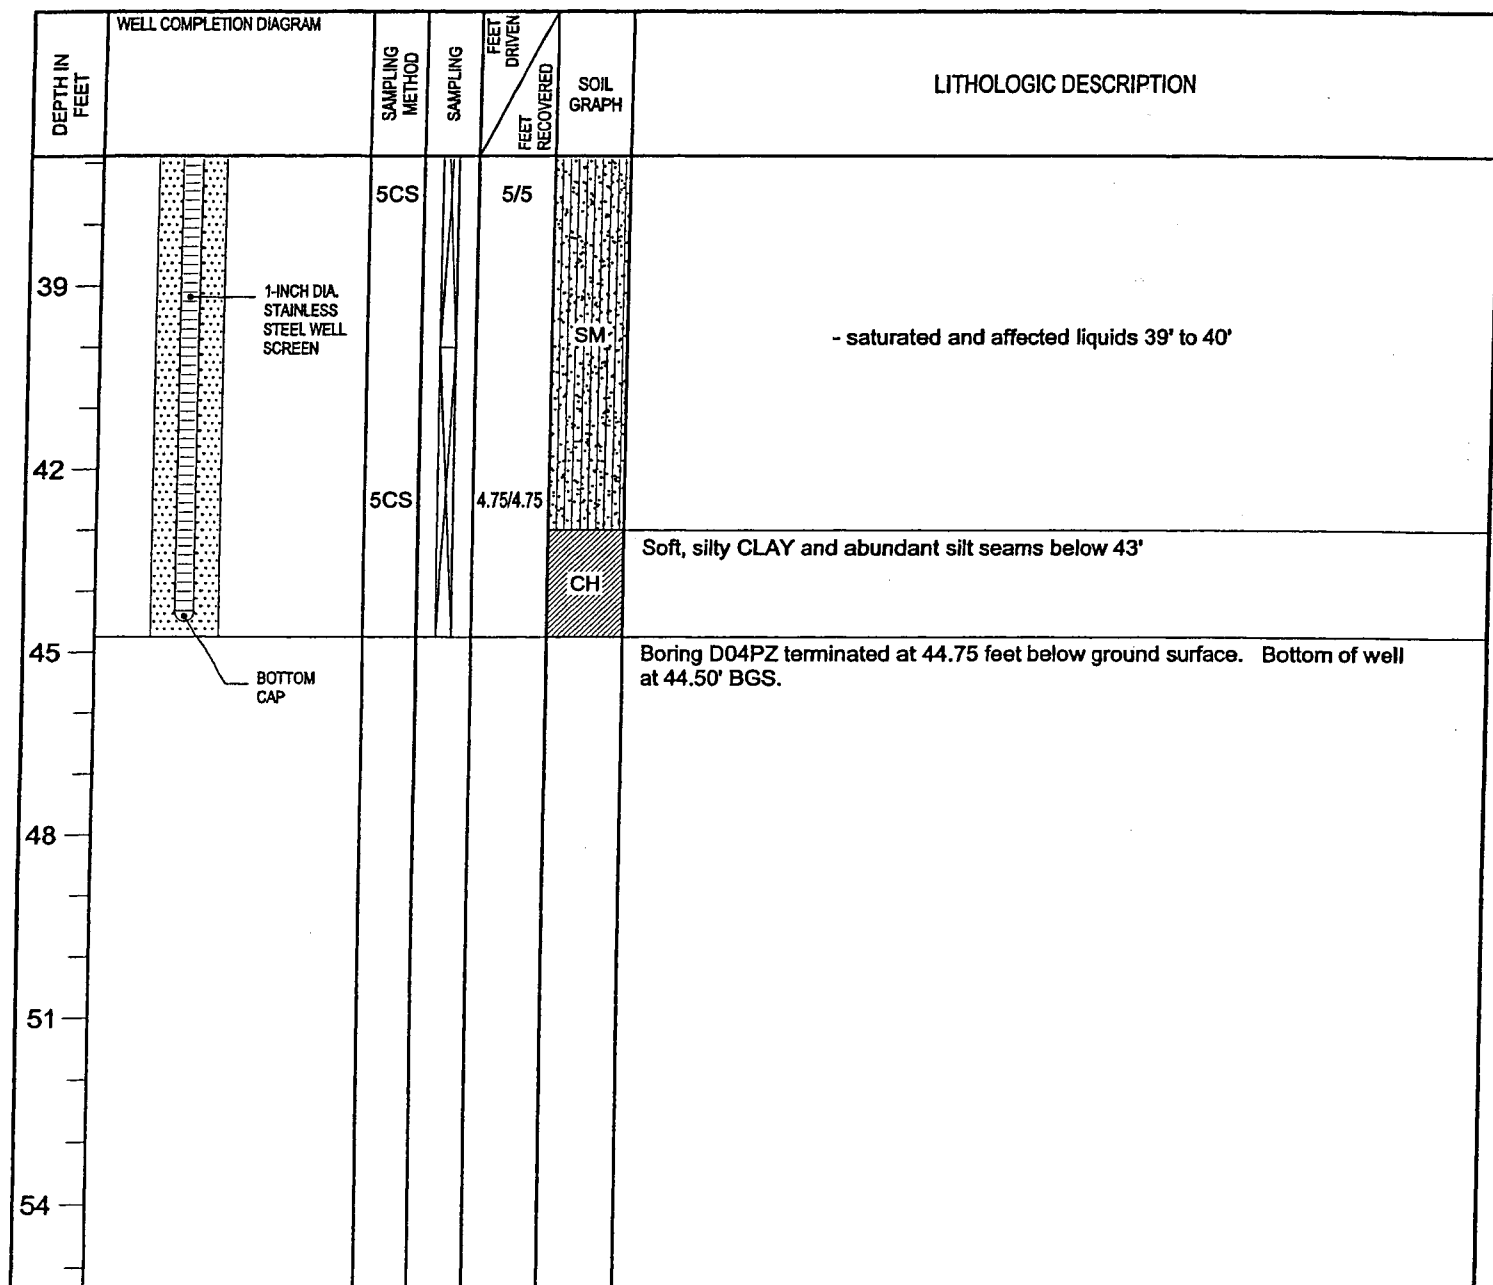 WELL COMPLETION DIAGRAM
DEPTH IN
FEET
SAMPLING
METHOD
SAMPLING
FEET
DRIVEN
FEET
RECOVERED
SOIL
GRAPH
LITHOLOGIC DESCRIPTION
5CS
5/5
39
1-INCH DIA.
STAINLESS
STEEL WELL
SCREEN
SM
- saturated and affected liquids 39' to 40'
42
5CS
4.75/4.75
Soft, silty CLAY and abundant silt seams below 43'
CH
45
Boring D04PZ terminated at 44.75 feet below ground surface. Bottom of well
at 44.50' BGS.
BOTTOM
CAP
48
51
54